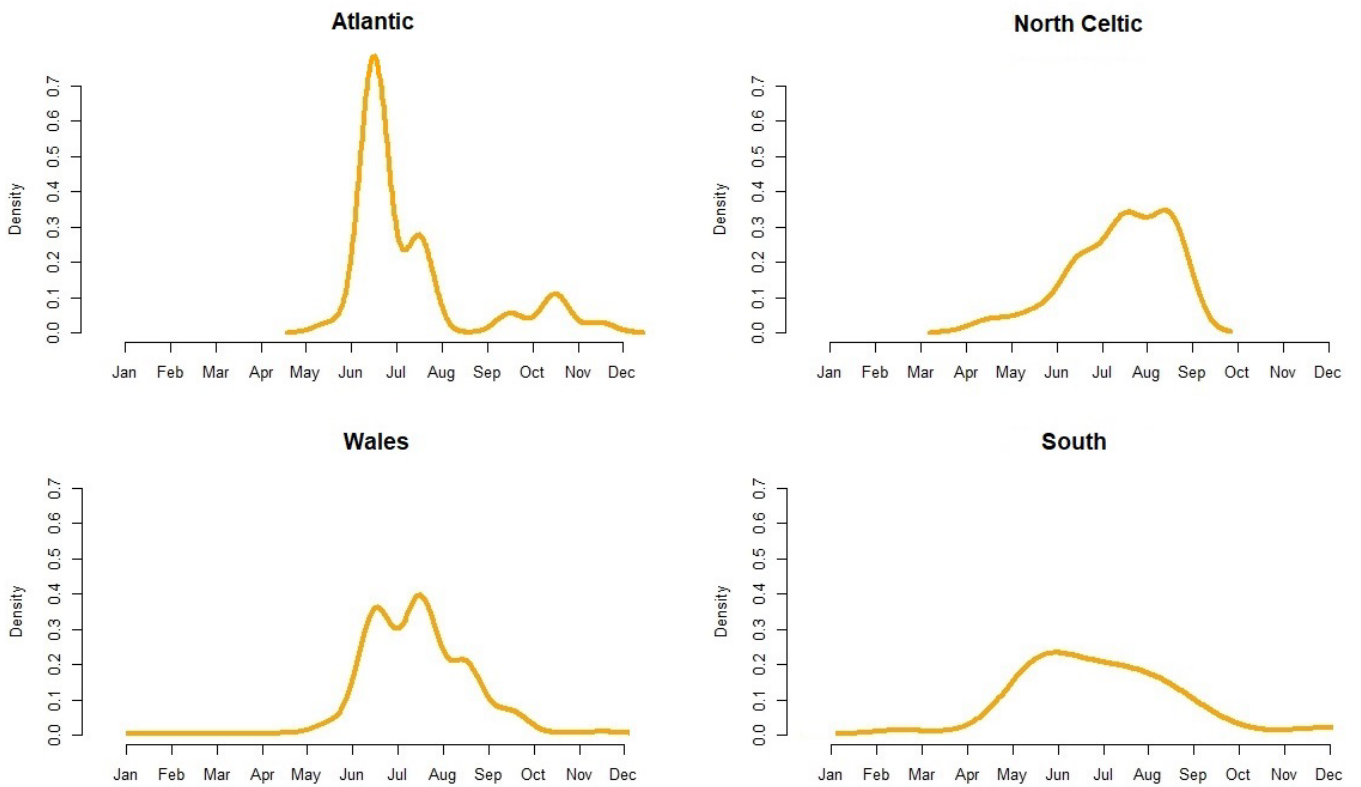 Atlantic
Density
0.0 0.1 0.2 0.3 0.4 0.5 0.6 0.7
Jan Feb Mar Apr May Jun Jul Aug Sep Oct Nov Dec
North Celtic
Density
0.0 0.1 0.2 0.3 0.4 0.5 0.6 0.7
Jan Feb Mar Apr May Jun Jul Aug Sep Oct Nov Dec
Wales
Density
0.0 0.1 0.2 0.3 0.4 0.5 0.6 0.7
Jan Feb Mar Apr May Jun Jul Aug Sep Oct Nov Dec
South
Density
0.0 0.1 0.2 0.3 0.4 0.5 0.6 0.7
Jan Feb Mar Apr May Jun Jul Aug Sep Oct Nov Dec